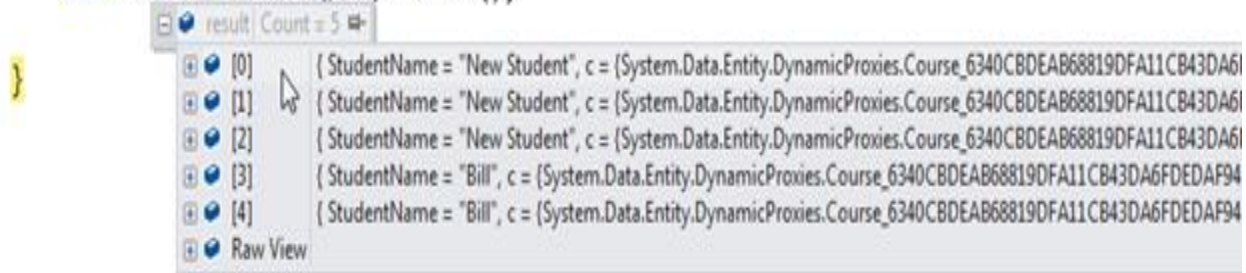 result Count = 5
}
[0] { StudentName = "New Student", c = {System.Data.Entity.DynamicProxies.Course_6340CBDEAB68819DFA11CB43DA6
[1] { StudentName = "New Student", c = {System.Data.Entity.DynamicProxies.Course_6340CBDEAB68819DFA11CB43DA6
[2] { StudentName = "New Student", c = {System.Data.Entity.DynamicProxies.Course_6340CBDEAB68819DFA11CB43DA6
[3] { StudentName = "Bill", c = {System.Data.Entity.DynamicProxies.Course_6340CBDEAB68819DFA11CB43DA6FDEDAF94
[4] { StudentName = "Bill", c = {System.Data.Entity.DynamicProxies.Course_6340CBDEAB68819DFA11CB43DA6FDEDAF94
Raw View